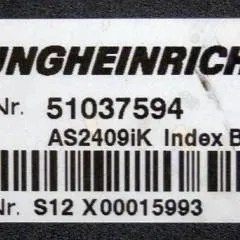 UNGHEINRICH
Nr. 51037594
AS2409iK Index B
Nr. S12 X00015993